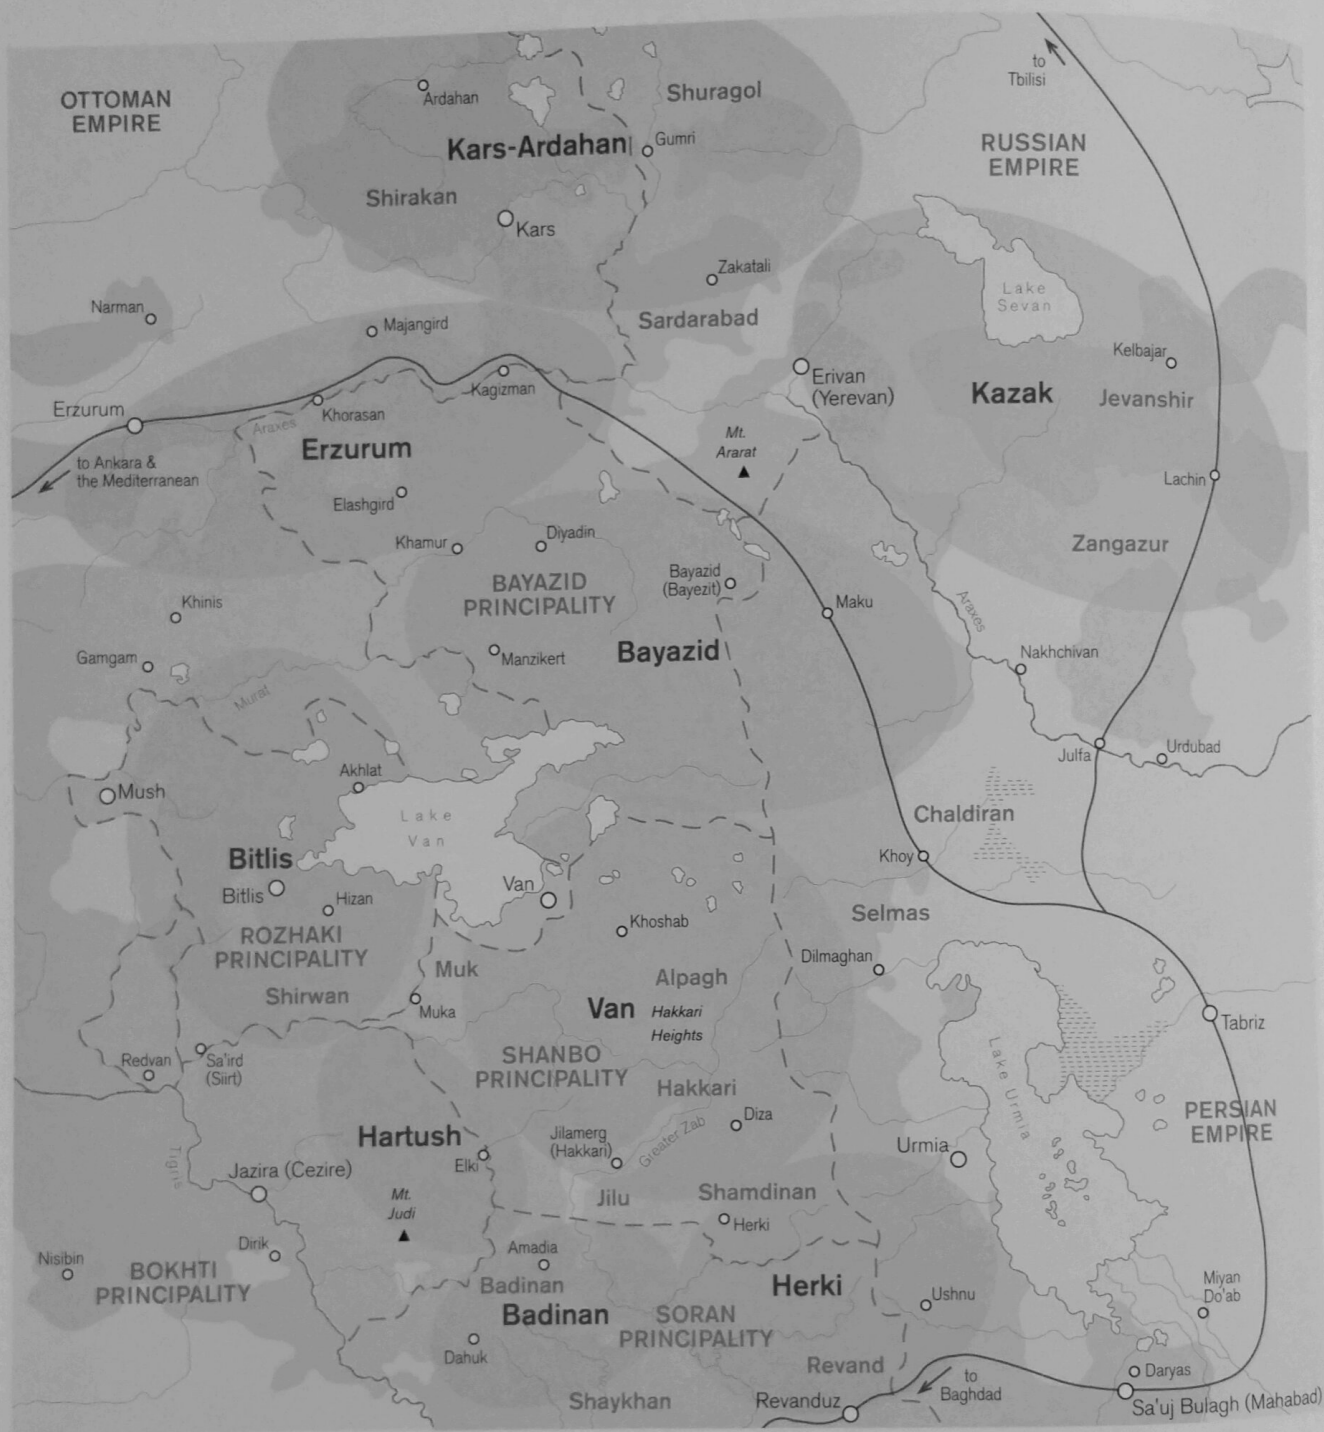 OTTOMAN
EMPIRE
Ardahan
Shuragol
to
Tbilisi
Kars-Ardahan
Gumri
RUSSIAN
EMPIRE
Shirakan
Kars
Zakatali
Lake
Sevan
Narman
Majangird
Sardarabad
Kelbajar
Erivan
(Yerevan)
Kazak
Jevanshir
Kagizman
Erzurum
Khorasan
Araxes
Erzurum
Mt.
Ararat
to Ankara &
the Mediterranean
Lachin
Elashgird
Khamur
Diyadin
Zangazur
BAYAZID
PRINCIPALITY
Bayazid
(Bayezit)
Maku
Araxes
Khinis
Gamgam
Manzikert
Bayazid
Nakhchivan
Murat
Julfa
Urdubad
Akhlat
Mush
Lake
Van
Chaldiran
Bitlis
Khoy
Bitlis
Hizan
Van
Khoshab
Selmas
ROZHAKI
PRINCIPALITY
Dilmaghan
Muk
Alpagh
Shirwan
Muka
Van
Hakkari
Heights
Tabriz
Redvan
Sa'ird
(Siirt)
SHANBO
PRINCIPALITY
Lake Urmia
Hakkari
Diza
PERSIAN
EMPIRE
Hartush
Jilamerg
(Hakkari)
Greater Zab
Elki
Urmia
Tigris
Jazira (Cezire)
Mt.
Judi
Jilu
Shamdinan
Herki
Dirik
Nisibin
BOKHTI
PRINCIPALITY
Amadia
Badinan
Badinan
Herki
Ushnu
Miyan
Do'ab
SORAN
PRINCIPALITY
Dahuk
Revand
to
Baghdad
Daryas
Shaykhan
Revanduz
Sa'uj Bulagh (Mahabad)